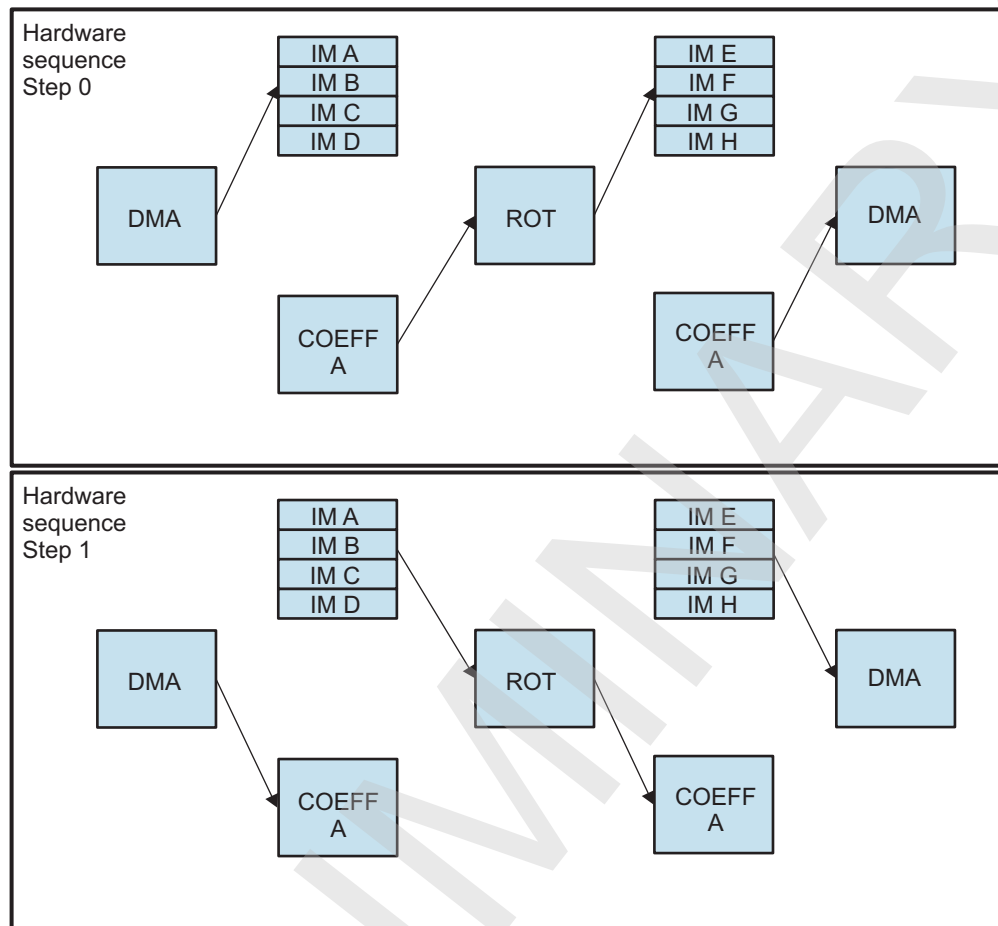 Hardware
sequence
Step 0
IM A
IM B
IM C
IM D
IM E
IM F
IM G
IM H
DMA
ROT
DMA
COEFF
A
COEFF
A
Hardware
sequence
Step 1
IM A
IM B
IM C
IM D
IM E
IM F
IM G
IM H
DMA
ROT
DMA
COEFF
A
COEFF
A
IMINARY